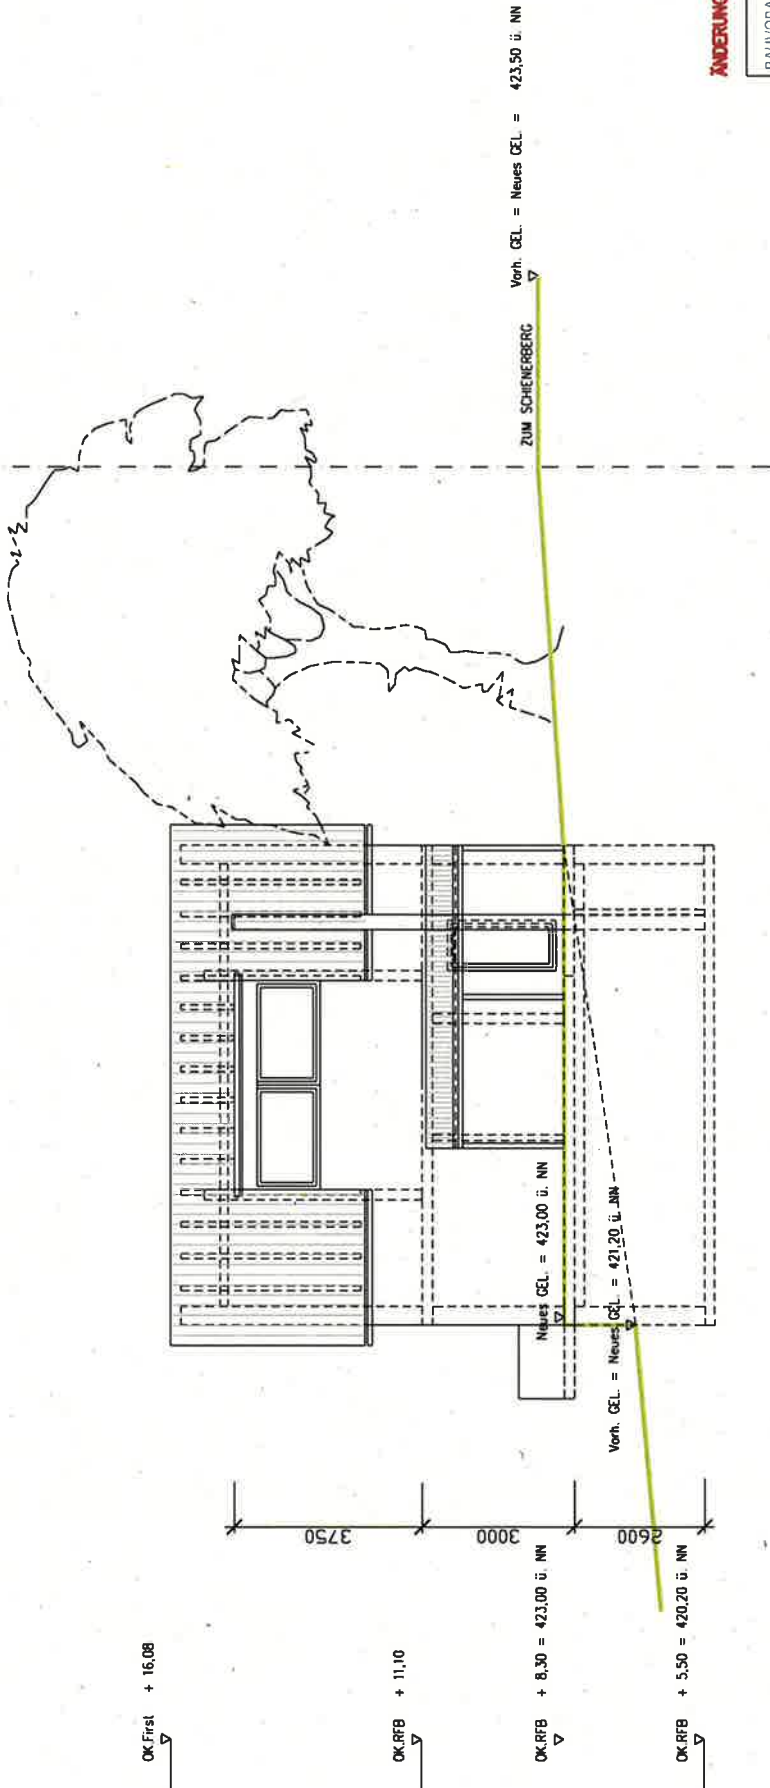 OK.First + 16,08
OK.RFB + 11,10
OK.RFB + 8,30 = 423,00 ü. NN
OK.RFB + 5,50 = 420,20 ü. NN
3750
3000
2600
Neues GEL. = 423,00 ü. NN
Vorh. GEL. = Neues GEL. = 421,20 ü. NN
ZUM SCHIENERBERG
Vorh. GEL. = Neues GEL. = 423,50 ü. NN
ÄNDERUNG